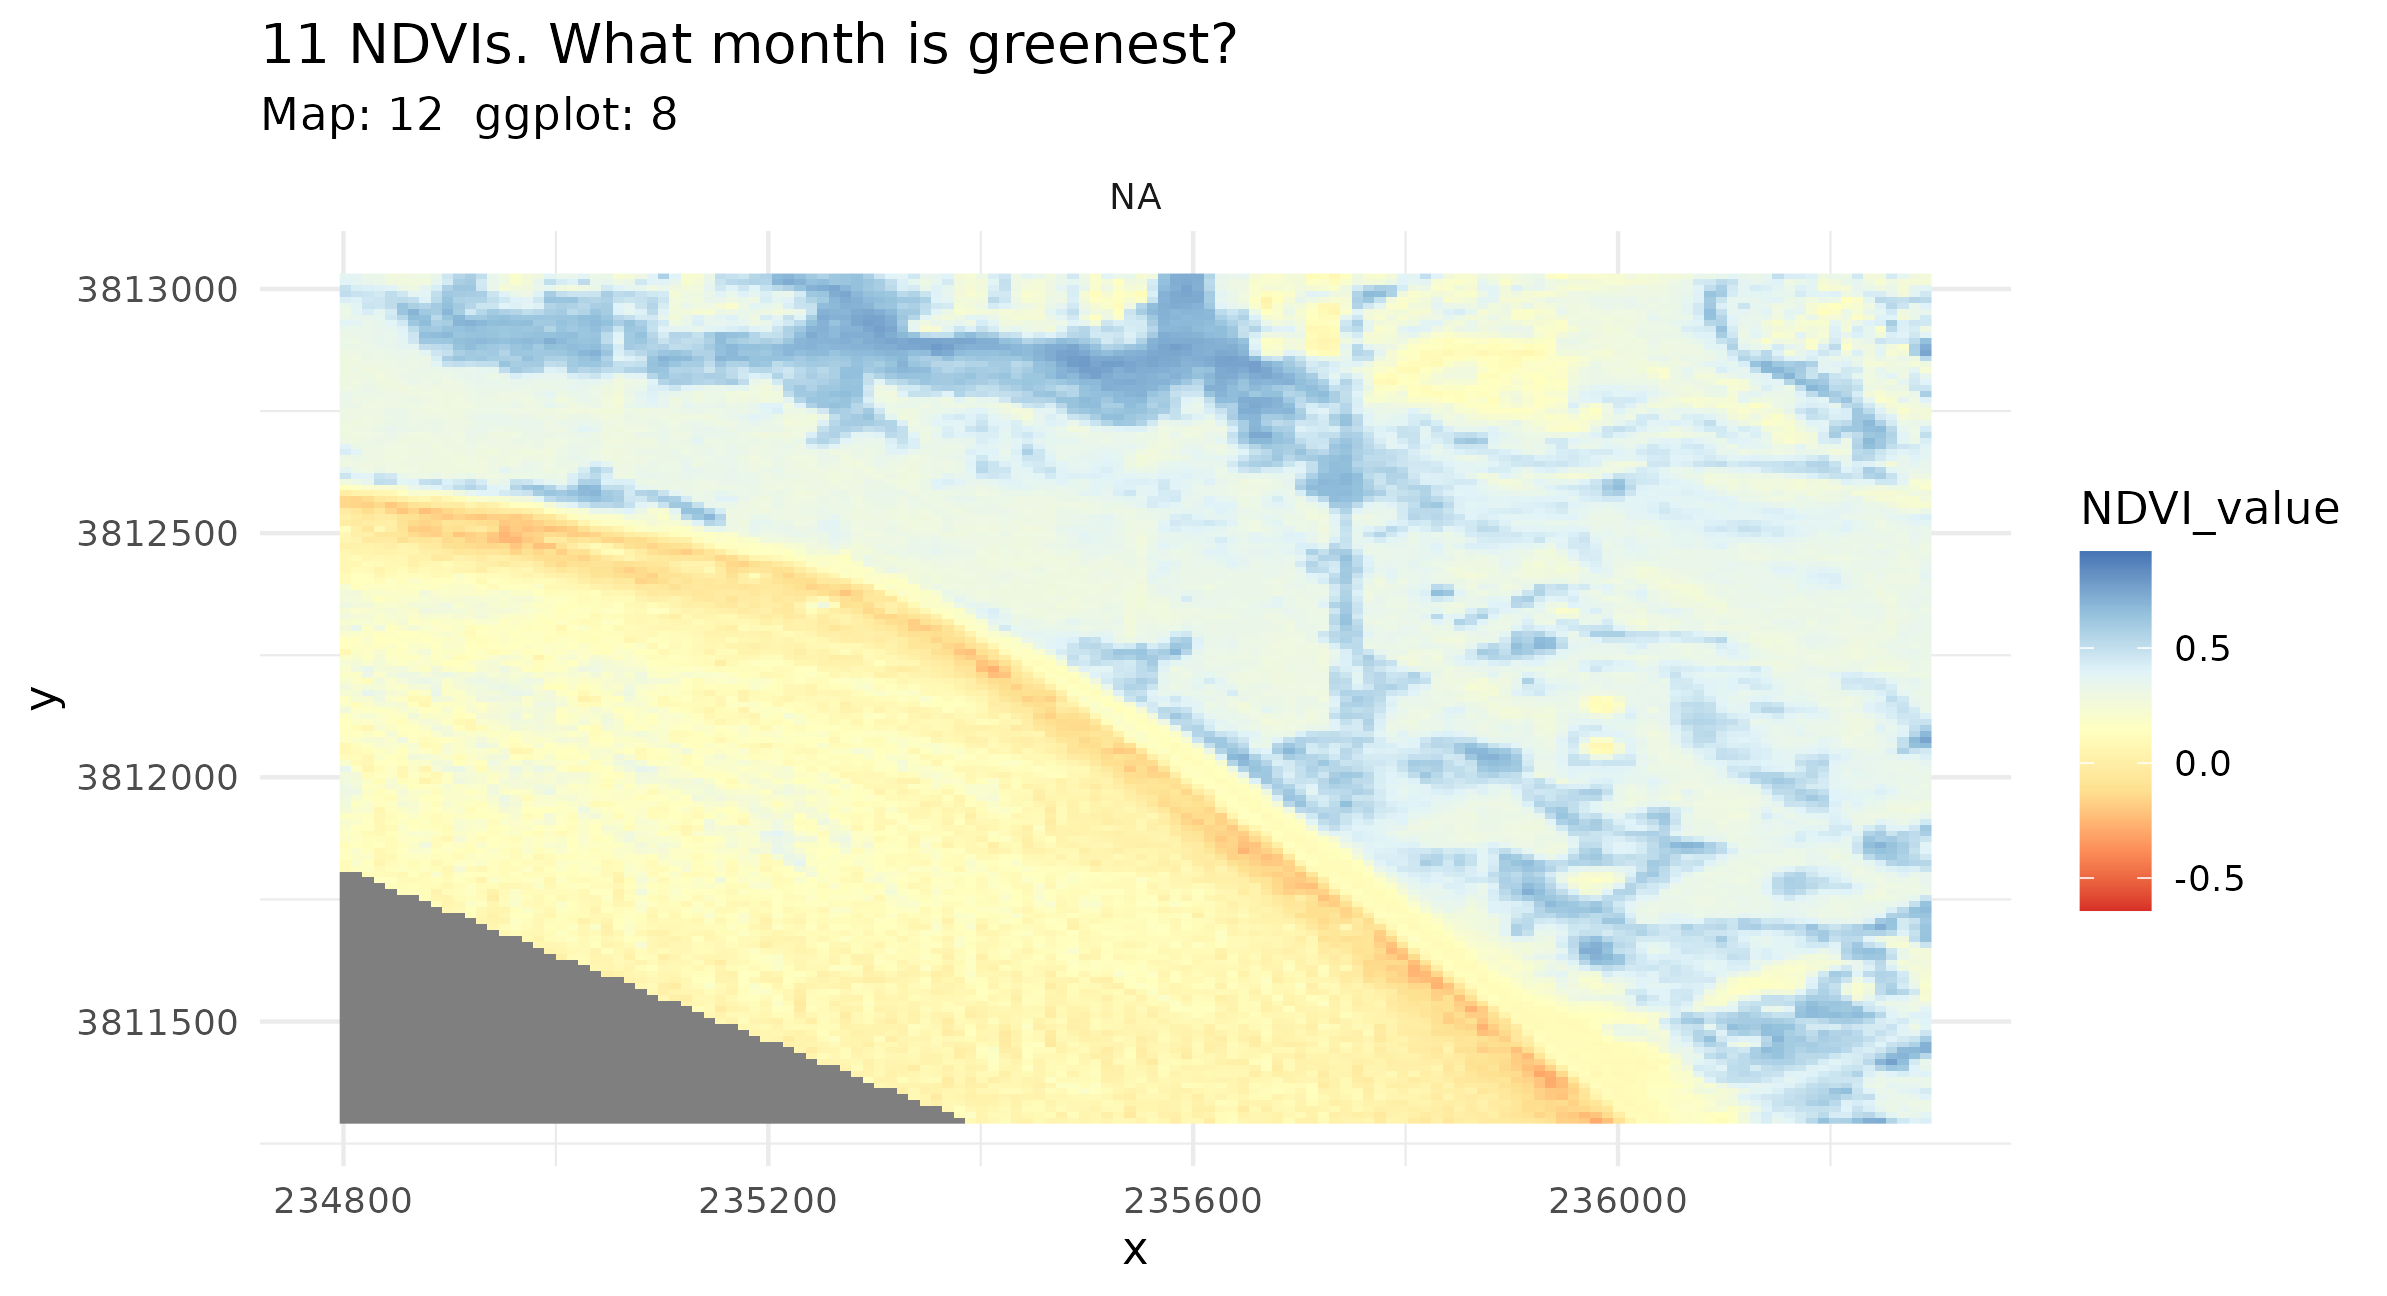 11 NDVIs. What month is greenest?
Map: 12  ggplot: 8
NA
3813000
3812500
3812000
3811500
y
234800 235200 235600 236000
x
NDVI_value
0.5
0.0
-0.5